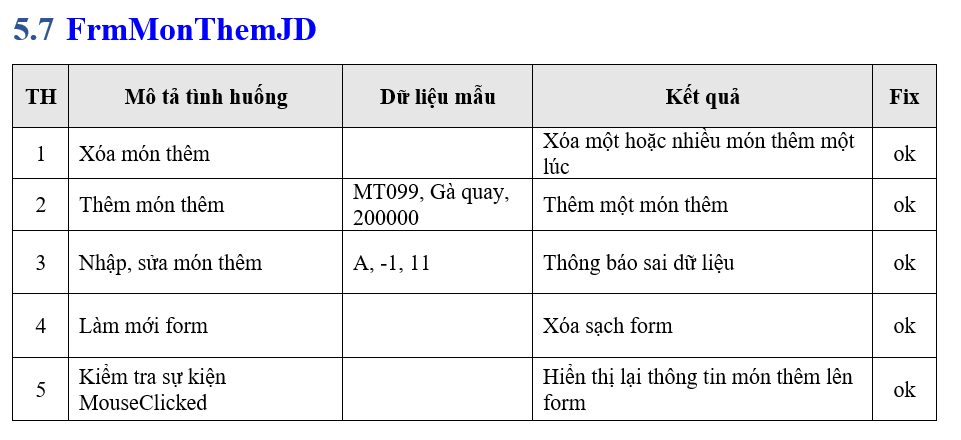 5.7 FrmMonThemJD
TH Mô tả tình huống Dữ liệu mẫu Kết quả Fix
1 Xóa món thêm Xóa một hoặc nhiều món thêm một lúc ok
2 Thêm món thêm MT099, Gà quay, 200000 Thêm một món thêm ok
3 Nhập, sửa món thêm A, -1, 11 Thông báo sai dữ liệu ok
4 Làm mới form Xóa sạch form ok
5 Kiểm tra sự kiện MouseClicked Hiển thị lại thông tin món thêm lên form ok